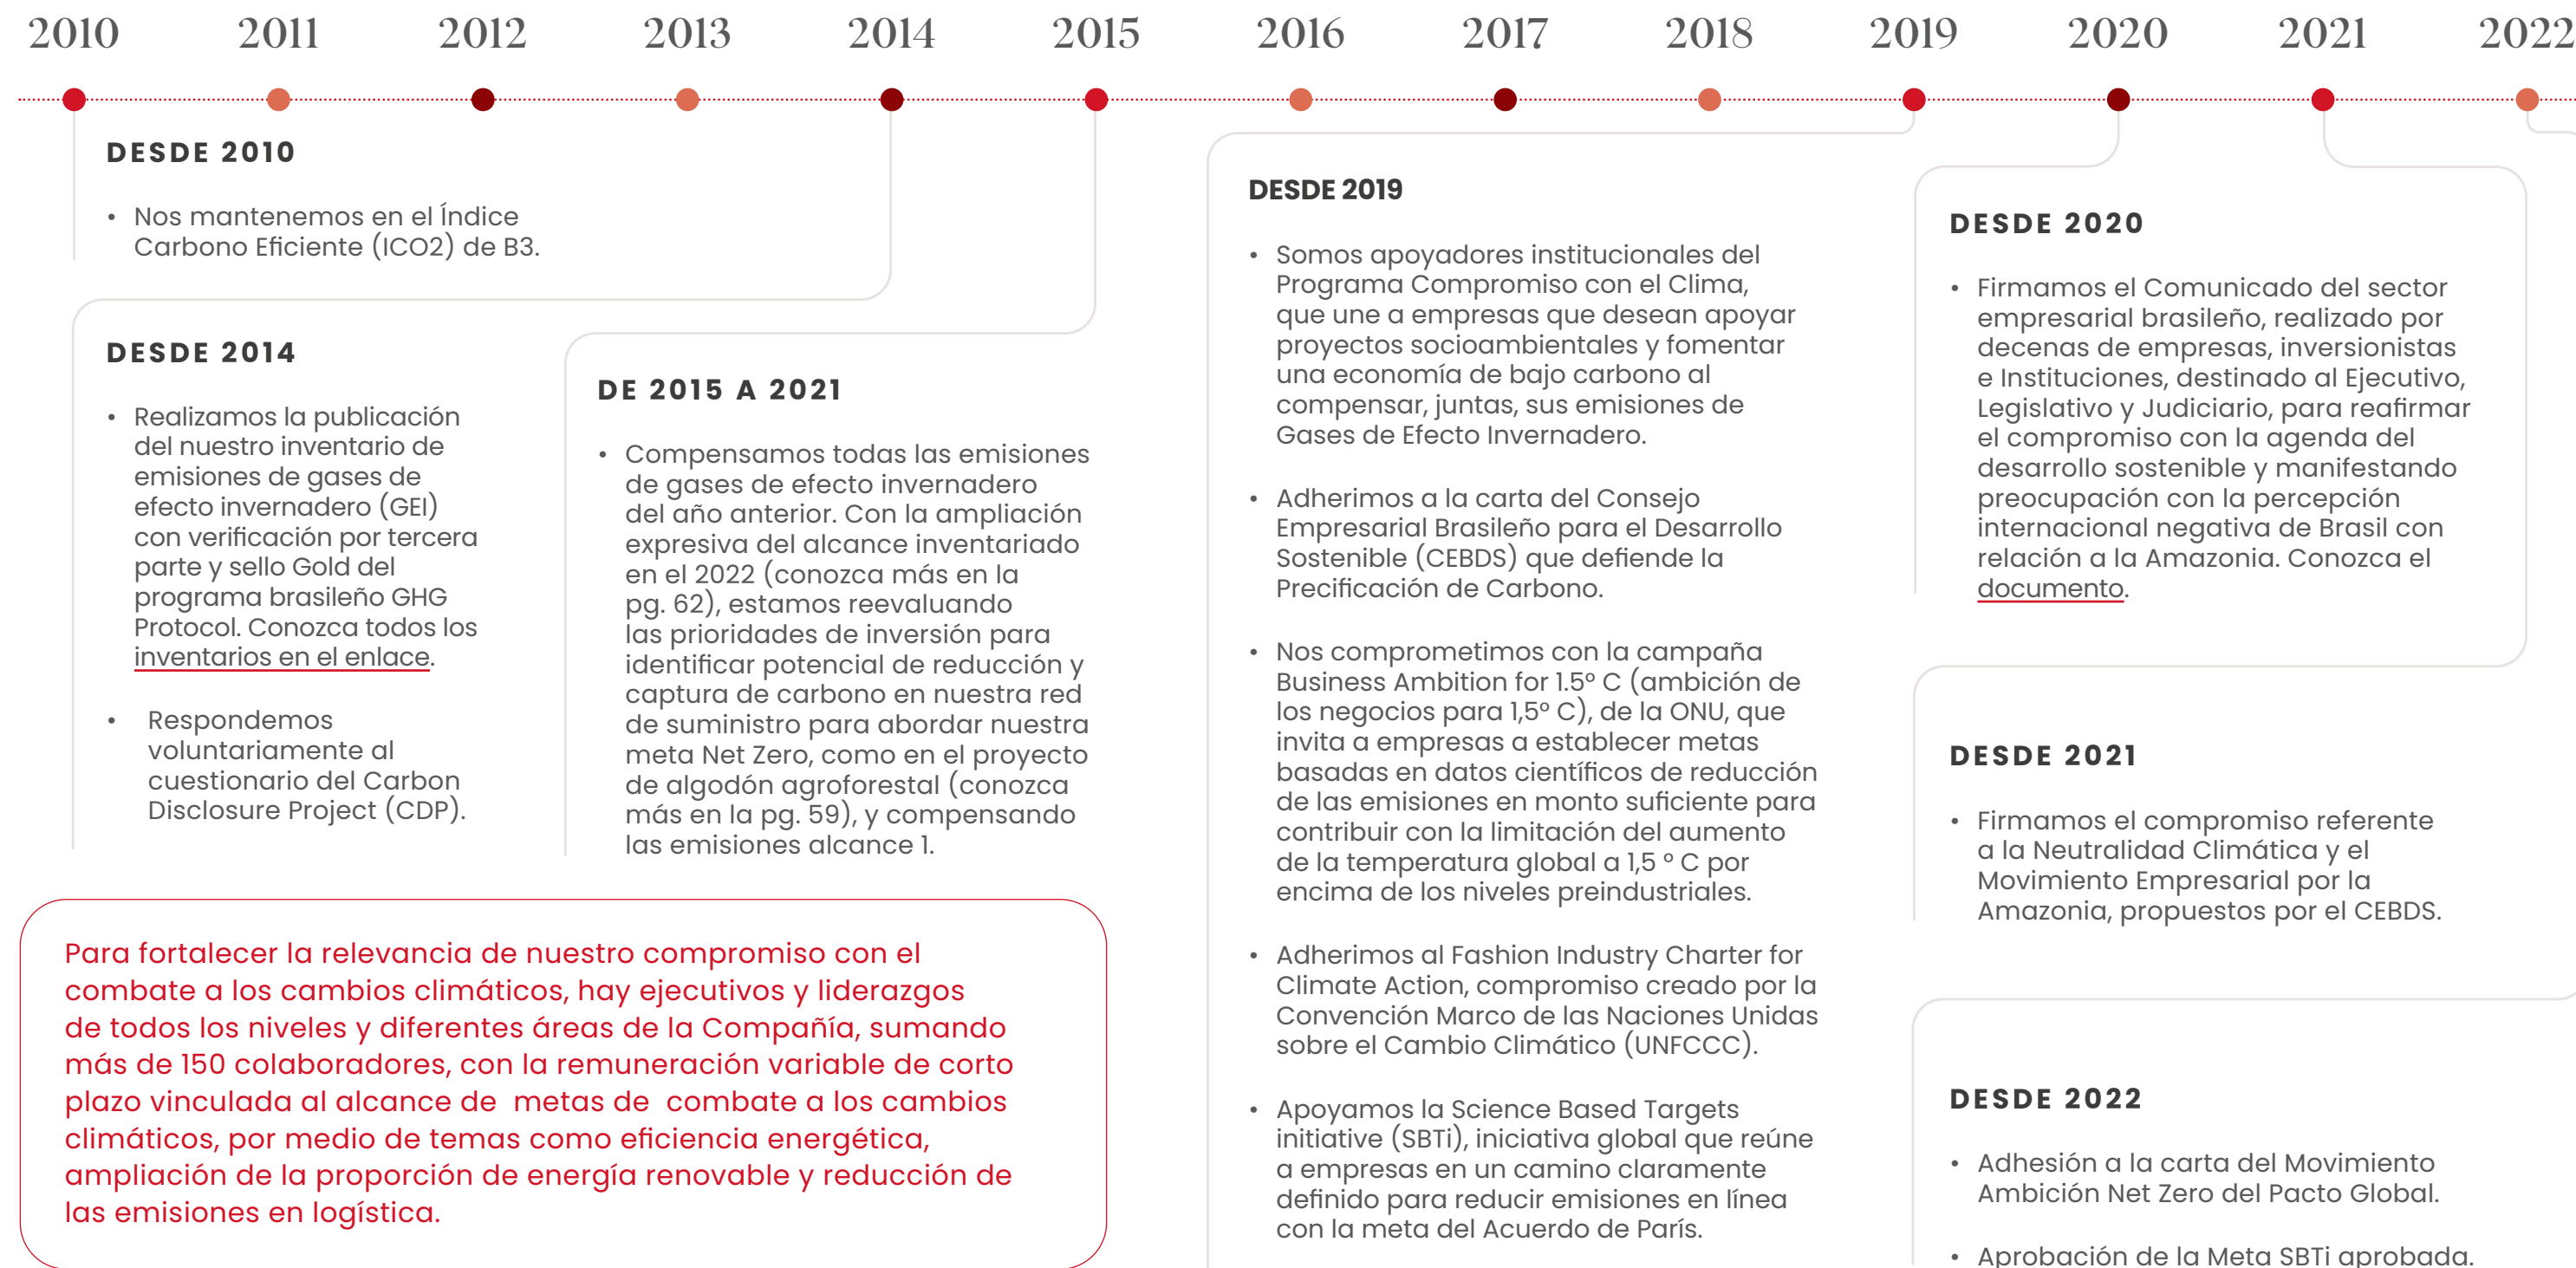 2010 2011 2012 2013 2014 2015 2016 2017 2018 2019 2020 2021 2022
DESDE 2010
• Nos mantenemos en el Índice
Carbono Eficiente (ICO2) de B3.
DESDE 2014
• Realizamos la publicación
del nuestro inventario de
emisiones de gases de
efecto invernadero (GEI)
con verificación por tercera
parte y sello Gold del
programa brasileño GHG
Protocol. Conozca todos los
inventarios en el enlace.
• Respondemos
voluntariamente al
cuestionario del Carbon
Disclosure Project (CDP).
DE 2015 A 2021
• Compensamos todas las emisiones
de gases de efecto invernadero
del año anterior. Con la ampliación
expresiva del alcance inventariado
en el 2022 (conozca más en la
pg. 62), estamos reevaluando
las prioridades de inversión para
identificar potencial de reducción y
captura de carbono en nuestra red
de suministro para abordar nuestra
meta Net Zero, como en el proyecto
de algodón agroforestal (conozca
más en la pg. 59), y compensando
las emisiones alcance 1.
Para fortalecer la relevancia de nuestro compromiso con el
combate a los cambios climáticos, hay ejecutivos y liderazgos
de todos los niveles y diferentes áreas de la Compañía, sumando
más de 150 colaboradores, con la remuneración variable de corto
plazo vinculada al alcance de metas de combate a los cambios
climáticos, por medio de temas como eficiencia energética,
ampliación de la proporción de energía renovable y reducción de
las emisiones en logística.
DESDE 2019
• Somos apoyadores institucionales del
Programa Compromiso con el Clima,
que une a empresas que desean apoyar
proyectos socioambientales y fomentar
una economía de bajo carbono al
compensar, juntas, sus emisiones de
Gases de Efecto Invernadero.
• Adherimos a la carta del Consejo
Empresarial Brasileño para el Desarrollo
Sostenible (CEBDS) que defiende la
Precificación de Carbono.
• Nos comprometimos con la campaña
Business Ambition for 1.5º C (ambición de
los negocios para 1,5º C), de la ONU, que
invita a empresas a establecer metas
basadas en datos científicos de reducción
de las emisiones en monto suficiente para
contribuir con la limitación del aumento
de la temperatura global a 1,5 º C por
encima de los niveles preindustriales.
• Adherimos al Fashion Industry Charter for
Climate Action, compromiso creado por la
Convención Marco de las Naciones Unidas
sobre el Cambio Climático (UNFCCC).
• Apoyamos la Science Based Targets
initiative (SBTi), iniciativa global que reúne
a empresas en un camino claramente
definido para reducir emisiones en línea
con la meta del Acuerdo de París.
DESDE 2020
• Firmamos el Comunicado del sector
empresarial brasileño, realizado por
decenas de empresas, inversionistas
e Instituciones, destinado al Ejecutivo,
Legislativo y Judiciario, para reafirmar
el compromiso con la agenda del
desarrollo sostenible y manifestando
preocupación con la percepción
internacional negativa de Brasil con
relación a la Amazonia. Conozca el
documento.
DESDE 2021
• Firmamos el compromiso referente
a la Neutralidad Climática y el
Movimiento Empresarial por la
Amazonia, propuestos por el CEBDS.
DESDE 2022
• Adhesión a la carta del Movimiento
Ambición Net Zero del Pacto Global.
• Aprobación de la Meta SBTi aprobada.